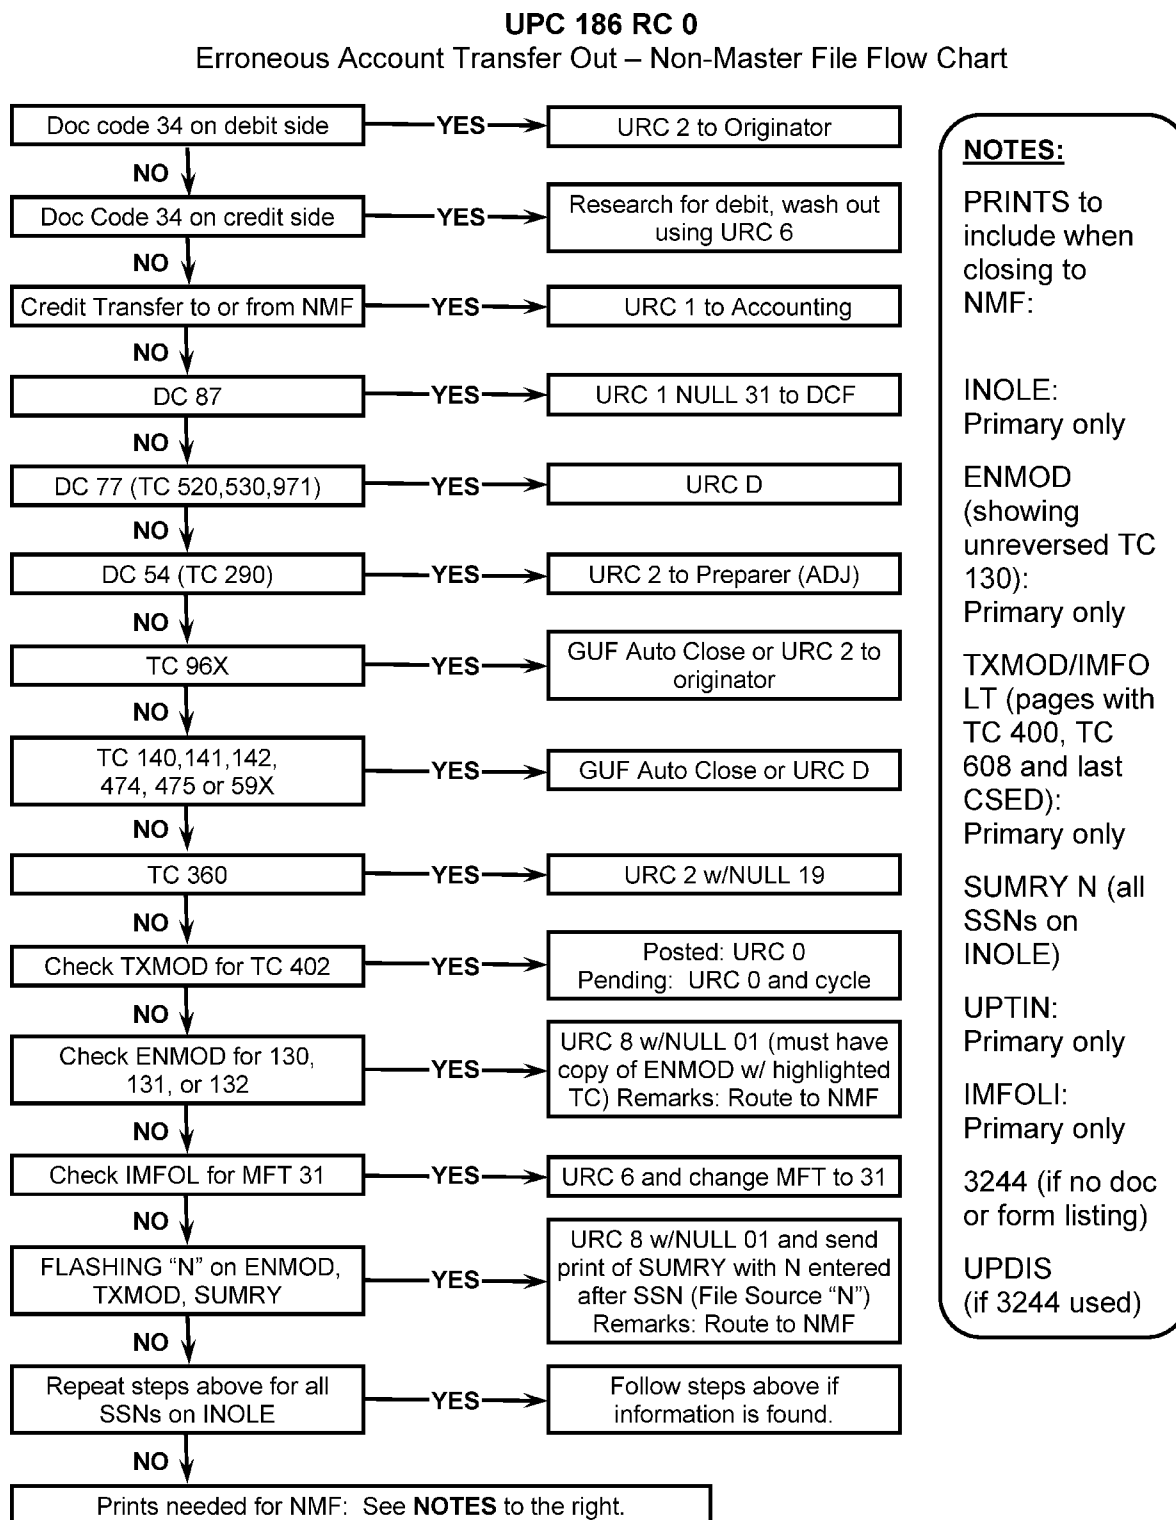 UPC 186 RC 0
Erroneous Account Transfer Out – Non-Master File Flow Chart
Doc code 34 on debit side
YES
URC 2 to Originator
NO
Doc Code 34 on credit side
YES
Research for debit, wash out
using URC 6
NO
Credit Transfer to or from NMF
YES
URC 1 to Accounting
NO
DC 87
YES
URC 1 NULL 31 to DCF
NO
DC 77 (TC 520,530,971)
YES
URC D
NO
DC 54 (TC 290)
YES
URC 2 to Preparer (ADJ)
NO
TC 96X
YES
GUF Auto Close or URC 2 to
originator
NO
TC 140,141,142,
474, 475 or 59X
YES
GUF Auto Close or URC D
NO
TC 360
YES
URC 2 w/NULL 19
NO
Check TXMOD for TC 402
YES
Posted: URC 0
Pending: URC 0 and cycle
NO
Check ENMOD for 130,
131, or 132
YES
URC 8 w/NULL 01 (must have
copy of ENMOD w/ highlighted
TC) Remarks: Route to NMF
NO
Check IMFOL for MFT 31
YES
URC 6 and change MFT to 31
NO
FLASHING “N” on ENMOD,
TXMOD, SUMRY
YES
URC 8 w/NULL 01 and send
print of SUMRY with N entered
after SSN (File Source “N”)
Remarks: Route to NMF
NO
Repeat steps above for all
SSNs on INOLE
YES
Follow steps above if
information is found.
NO
Prints needed for NMF: See NOTES to the right.
NOTES:
PRINTS to
include when
closing to
NMF:
INOLE:
Primary only
ENMOD
(showing
unreversed TC
130):
Primary only
TXMOD/IMFO
LT (pages with
TC 400, TC
608 and last
CSED):
Primary only
SUMRY N (all
SSNs on
INOLE)
UPTIN:
Primary only
IMFOLI:
Primary only
3244 (if no doc
or form listing)
UPDIS
(if 3244 used)